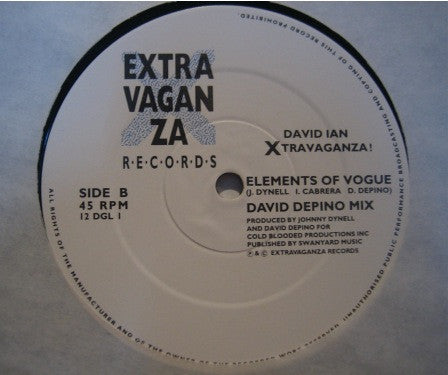 EXTRA
VAGAN
ZA
R·E·C·O·R·D·S
SIDE B
45 RPM
12 DGL 1
DAVID IAN
XTRAVAGANZA!
ELEMENTS OF VOGUE
(J. DYNELL I. CABRERA D. DEPINO)
DAVID DEPINO MIX
PRODUCED BY JOHNNY DYNELL
AND DAVID DEPINO FOR
COLD BLOODED PRODUCTIONS INC
PUBLISHED BY SWANYARD MUSIC
℗ & © EXTRAVAGANZA RECORDS
ALL RIGHTS OF THE MANUFACTURER AND OF THE OWNER OF THE RECORDED WORK RESERVED. UNAUTHORISED PUBLIC PERFORMANCE BROADCASTING AND COPYING OF THIS RECORD PROHIBITED.